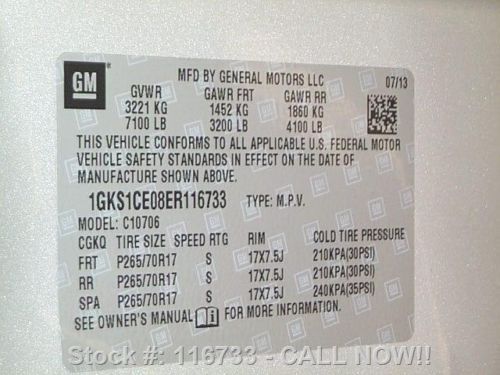 GM MFD BY GENERAL MOTORS LLC 07/13
GVWR GAWR FRT GAWR RR
3221 KG 1452 KG 1860 KG
7100 LB 3200 LB 4100 LB
THIS VEHICLE CONFORMS TO ALL APPLICABLE U.S. FEDERAL MOTOR
VEHICLE SAFETY STANDARDS IN EFFECT ON THE DATE OF
MANUFACTURE SHOWN ABOVE.
1GKS1CE08ER116733 TYPE: M.P.V.
MODEL: C10706
CGKQ TIRE SIZE SPEED RTG RIM COLD TIRE PRESSURE
FRT P265/70R17 S 17X7.5J 210KPA(30PSI)
RR P265/70R17 S 17X7.5J 210KPA(30PSI)
SPA P265/70R17 S 17X7.5J 240KPA(35PSI)
SEE OWNER'S MANUAL i FOR MORE INFORMATION.
Stock #: 116733 - CALL NOW!!